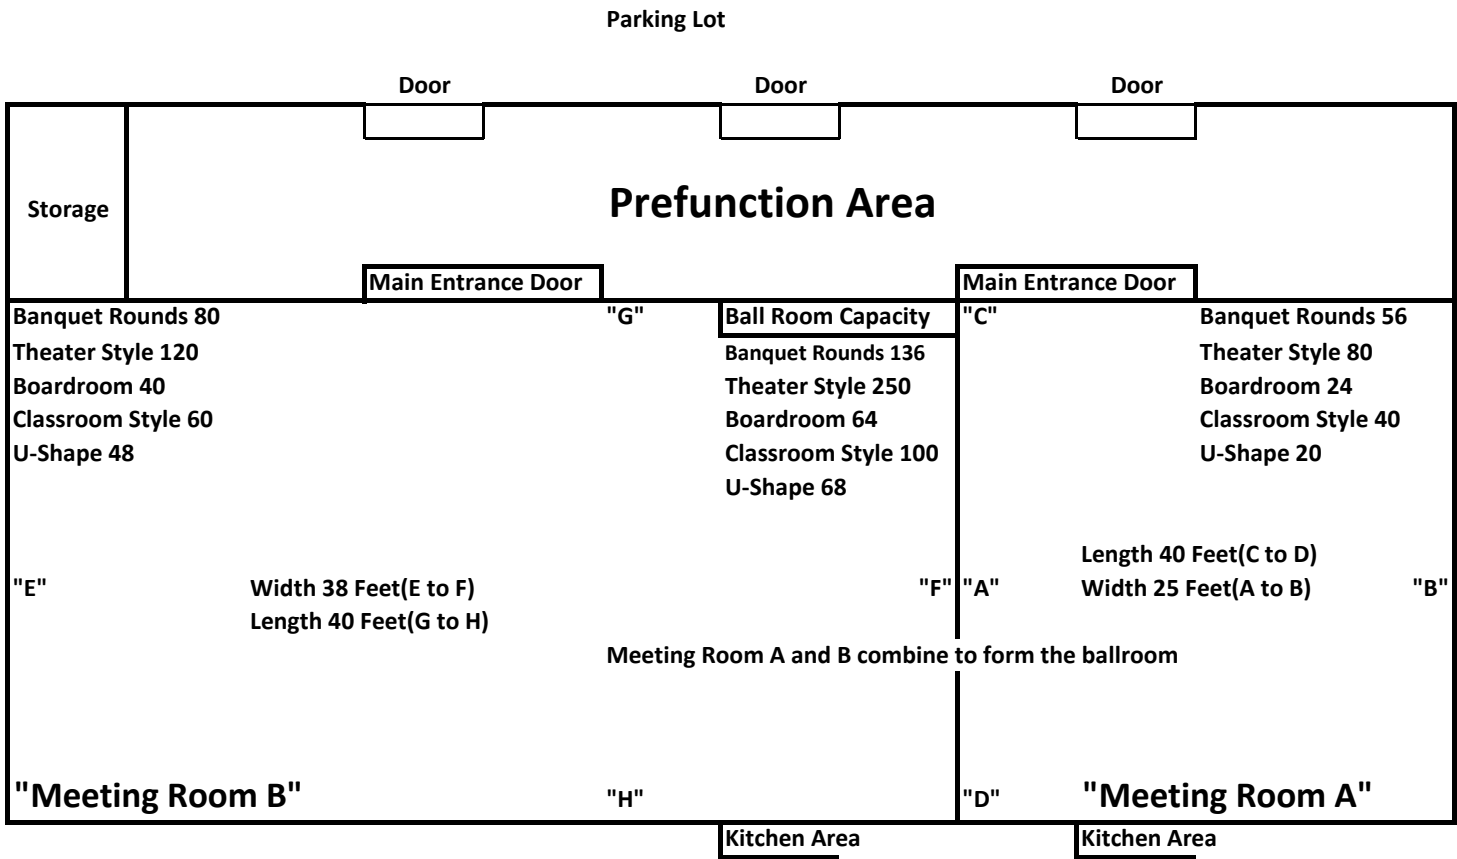 Parking Lot
Door Door Door
Storage
Prefunction Area
Main Entrance Door Main Entrance Door
Banquet Rounds 80
Theater Style 120
Boardroom 40
Classroom Style 60
U-Shape 48
"G"
Ball Room Capacity
Banquet Rounds 136
Theater Style 250
Boardroom 64
Classroom Style 100
U-Shape 68
"C"
Banquet Rounds 56
Theater Style 80
Boardroom 24
Classroom Style 40
U-Shape 20
"E"
Width 38 Feet(E to F)
Length 40 Feet(G to H)
"F"
"A"
Length 40 Feet(C to D)
Width 25 Feet(A to B)
"B"
Meeting Room A and B combine to form the ballroom
"Meeting Room B"
"H"
"D"
"Meeting Room A"
Kitchen Area Kitchen Area